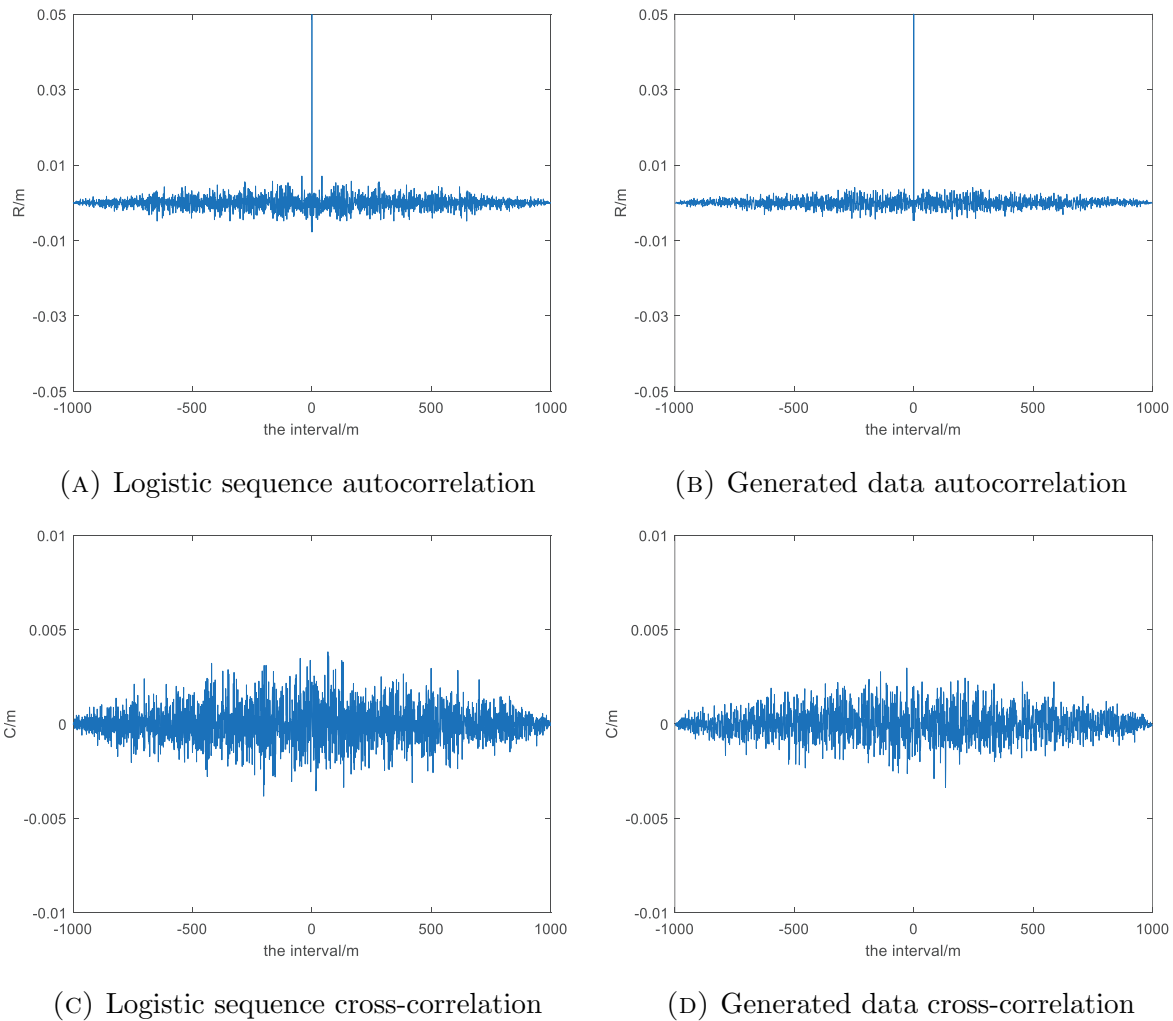 0.05
0.03
0.01
-0.01
-0.03
-0.05
R/m
-1000 -500 0 500 1000
the interval/m
(A) Logistic sequence autocorrelation
0.05
0.03
0.01
-0.01
-0.03
-0.05
R/m
-1000 -500 0 500 1000
the interval/m
(B) Generated data autocorrelation
0.01
0.005
0
-0.005
-0.01
C/m
-1000 -500 0 500 1000
the interval/m
(C) Logistic sequence cross-correlation
0.01
0.005
0
-0.005
-0.01
C/m
-1000 -500 0 500 1000
the interval/m
(D) Generated data cross-correlation